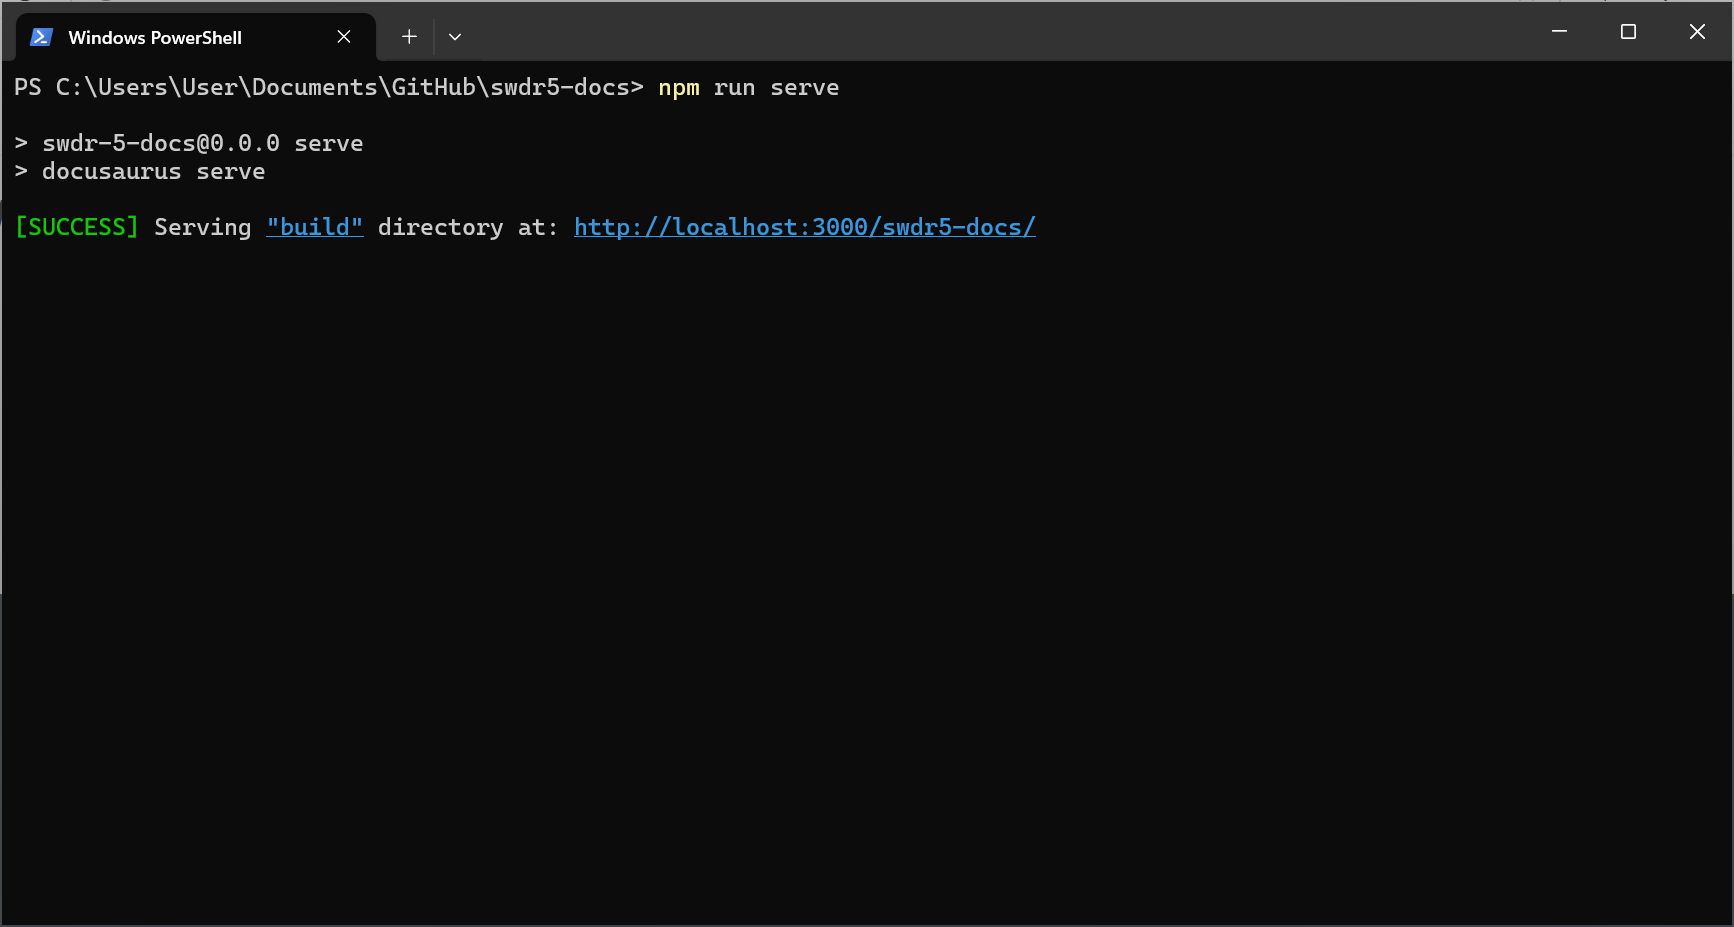 Windows PowerShell
PS C:\Users\User\Documents\GitHub\swdr5-docs> npm run serve
> swdr-5-docs@0.0.0 serve
> docusaurus serve
[SUCCESS] Serving "build" directory at: http://localhost:3000/swdr5-docs/